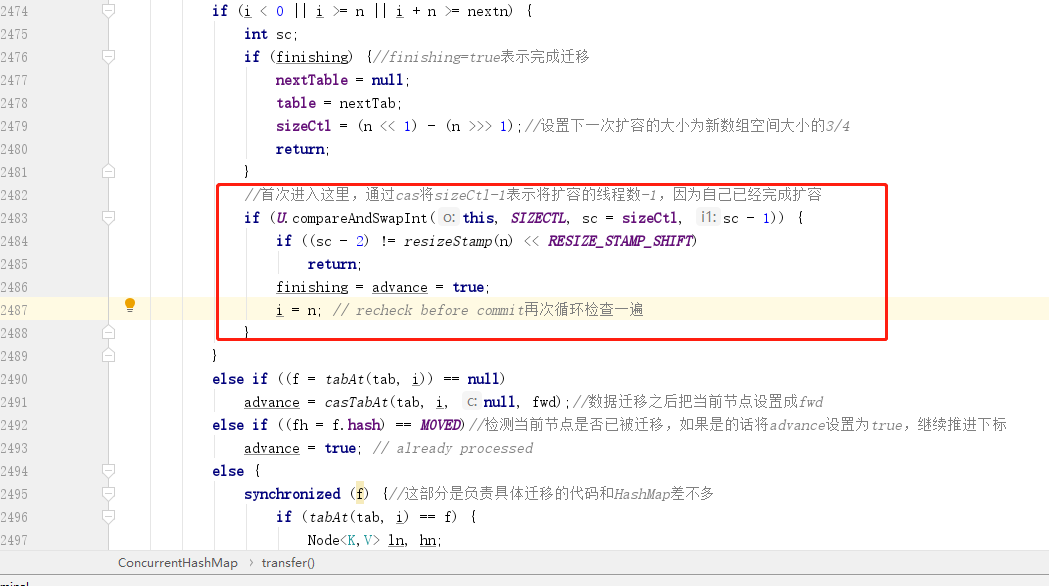 2474 if (i < 0 || i >= n || i + n >= nextn) {
2475 int sc;
2476 if (finishing) {//finishing=true表示完成迁移
2477 nextTable = null;
2478 table = nextTab;
2479 sizeCtl = (n << 1) - (n >>> 1);//设置下一次扩容的大小为新数组空间大小的3/4
2480 return;
2481 }
2482 //首次进入这里，通过cas将sizeCtl-1表示将扩容的线程数-1，因为自己已经完成扩容
2483 if (U.compareAndSwapInt( o: this, SIZECTL, sc = sizeCtl, i1: sc - 1)) {
2484 if ((sc - 2) != resizeStamp(n) << RESIZE_STAMP_SHIFT)
2485 return;
2486 finishing = advance = true;
2487 i = n; // recheck before commit再次循环检查一遍
2488 }
2489 }
2490 else if ((f = tabAt(tab, i)) == null)
2491 advance = casTabAt(tab, i, c: null, fwd);//数据迁移之后把当前节点设置成fwd
2492 else if ((fh = f.hash) == MOVED)//检测当前节点是否已被迁移，如果是的话将advance设置为true，继续推进下标
2493 advance = true; // already processed
2494 else {
2495 synchronized (f) {//这部分是负责具体迁移的代码和HashMap差不多
2496 if (tabAt(tab, i) == f) {
2497 Node<K,V> ln, hn;
ConcurrentHashMap › transfer()